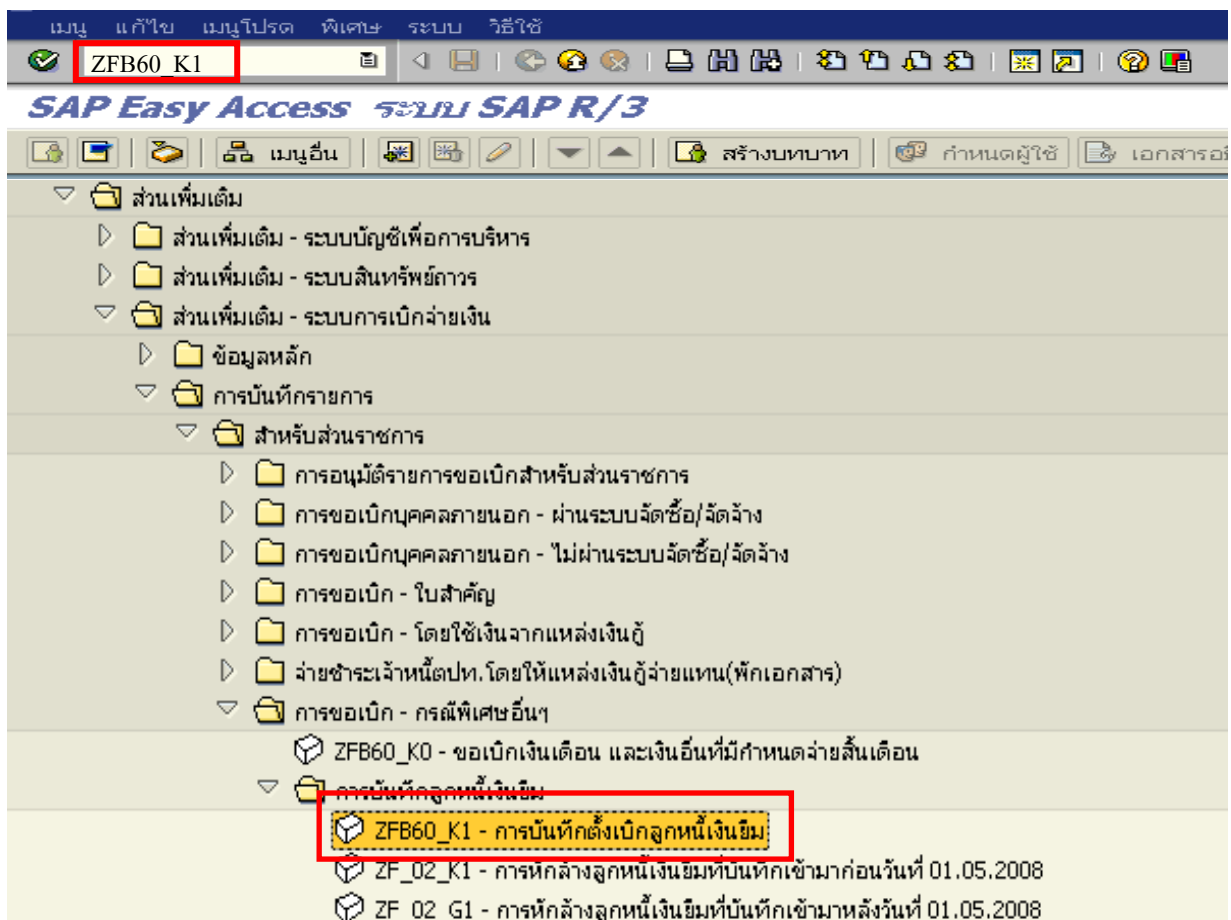 เมนู แก้ไข เมนูโปรด พิเศษ ระบบ วิธีใช้
ZFB60_K1
SAP Easy Access ระบบ SAP R/3
เมนูอื่น สร้างบทบาท กำหนดผู้ใช้
ส่วนเพิ่มเติม
ส่วนเพิ่มเติม - ระบบบัญชีเพื่อการบริหาร
ส่วนเพิ่มเติม - ระบบสินทรัพย์ถาวร
ส่วนเพิ่มเติม - ระบบการเบิกจ่ายเงิน
ข้อมูลหลัก
การบันทึกรายการ
สำหรับส่วนราชการ
การอนุมัติรายการขอเบิกสำหรับส่วนราชการ
การขอเบิกบุคคลภายนอก - ผ่านระบบจัดซื้อ/จัดจ้าง
การขอเบิกบุคคลภายนอก - ไม่ผ่านระบบจัดซื้อ/จัดจ้าง
การขอเบิก - ใบสำคัญ
การขอเบิก - โดยใช้เงินจากแหล่งเงินกู้
จ่ายชำระเจ้าหนี้ตปท.โดยให้แหล่งเงินกู้จ่ายแทน(พักเอกสาร)
การขอเบิก - กรณีพิเศษอื่นๆ
ZFB60_K0 - ขอเบิกเงินเดือน และเงินอื่นที่มีกำหนดจ่ายสิ้นเดือน
การบันทึกลูกหนี้เงินยืม
ZFB60_K1 - การบันทึกตั้งเบิกลูกหนี้เงินยืม
ZF_02_K1 - การหักล้างลูกหนี้เงินยืมที่บันทึกเข้ามาก่อนวันที่ 01.05.2008
ZF_02_G1 - การหักล้างลูกหนี้เงินยืมที่บันทึกเข้ามาหลังวันที่ 01.05.2008